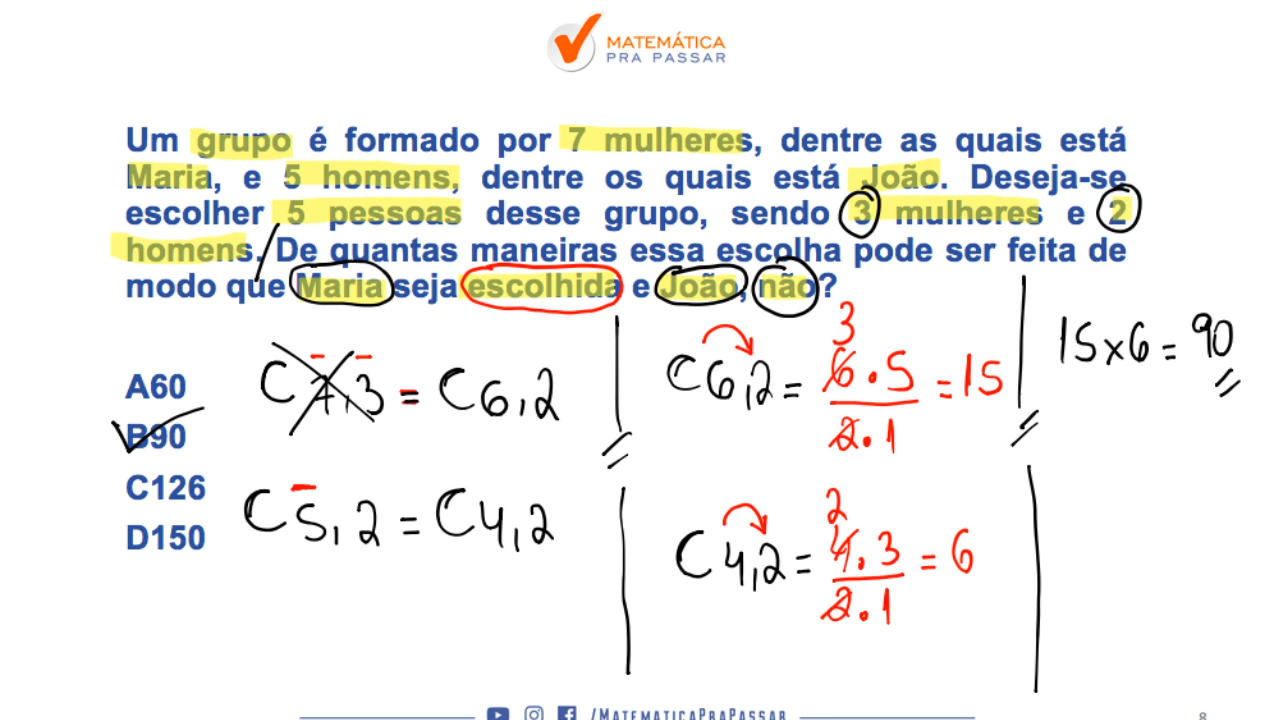 MATEMÁTICA
PRA PASSAR
Um grupo é formado por 7 mulheres, dentre as quais está
Maria, e 5 homens, dentre os quais está João. Deseja-se
escolher 5 pessoas desse grupo, sendo 3 mulheres e 2
homens. De quantas maneiras essa escolha pode ser feita de
modo que Maria seja escolhida e João, não?
A60
B90
C126
D150
C7,3 = C6,2
C5,2 = C4,2
3
C6,2 = 6.5 = 15
2.1
2
C4,2 = 4.3 = 6
2.1
15x6 = 90
/MATEMATICAPRAPASSAR
8